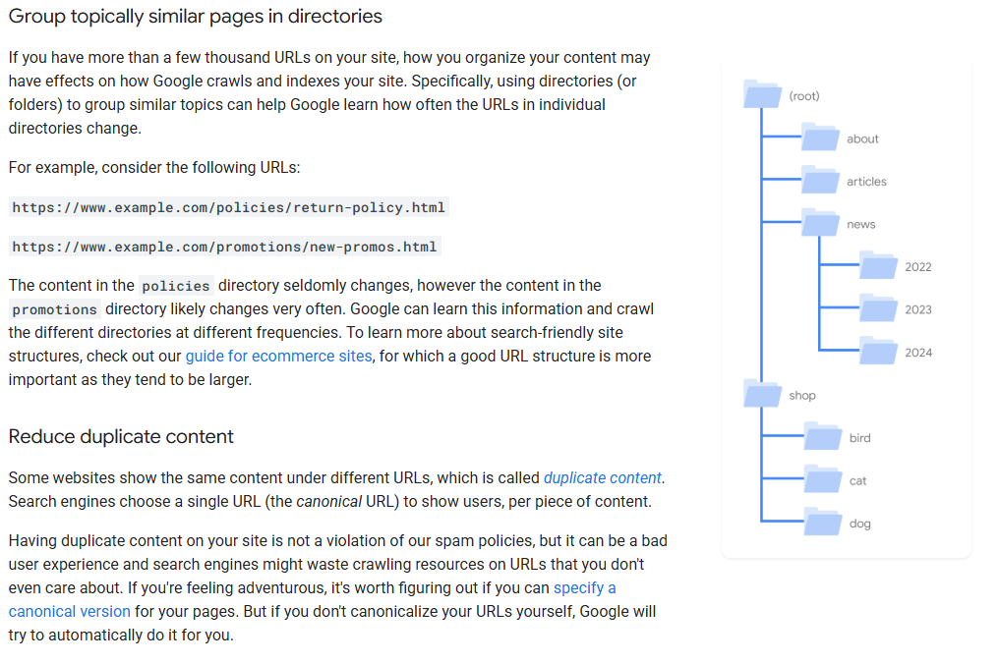 Group topically similar pages in directories
If you have more than a few thousand URLs on your site, how you organize your content may
have effects on how Google crawls and indexes your site. Specifically, using directories (or
folders) to group similar topics can help Google learn how often the URLs in individual
directories change.
For example, consider the following URLs:
https://www.example.com/policies/return-policy.html
https://www.example.com/promotions/new-promos.html
The content in the policies directory seldomly changes, however the content in the
promotions directory likely changes very often. Google can learn this information and crawl
the different directories at different frequencies. To learn more about search-friendly site
structures, check out our guide for ecommerce sites, for which a good URL structure is more
important as they tend to be larger.
Reduce duplicate content
Some websites show the same content under different URLs, which is called duplicate content.
Search engines choose a single URL (the canonical URL) to show users, per piece of content.
Having duplicate content on your site is not a violation of our spam policies, but it can be a bad
user experience and search engines might waste crawling resources on URLs that you don't
even care about. If you're feeling adventurous, it's worth figuring out if you can specify a
canonical version for your pages. But if you don't canonicalize your URLs yourself, Google will
try to automatically do it for you.
(root)
about
articles
news
2022
2023
2024
shop
bird
cat
dog